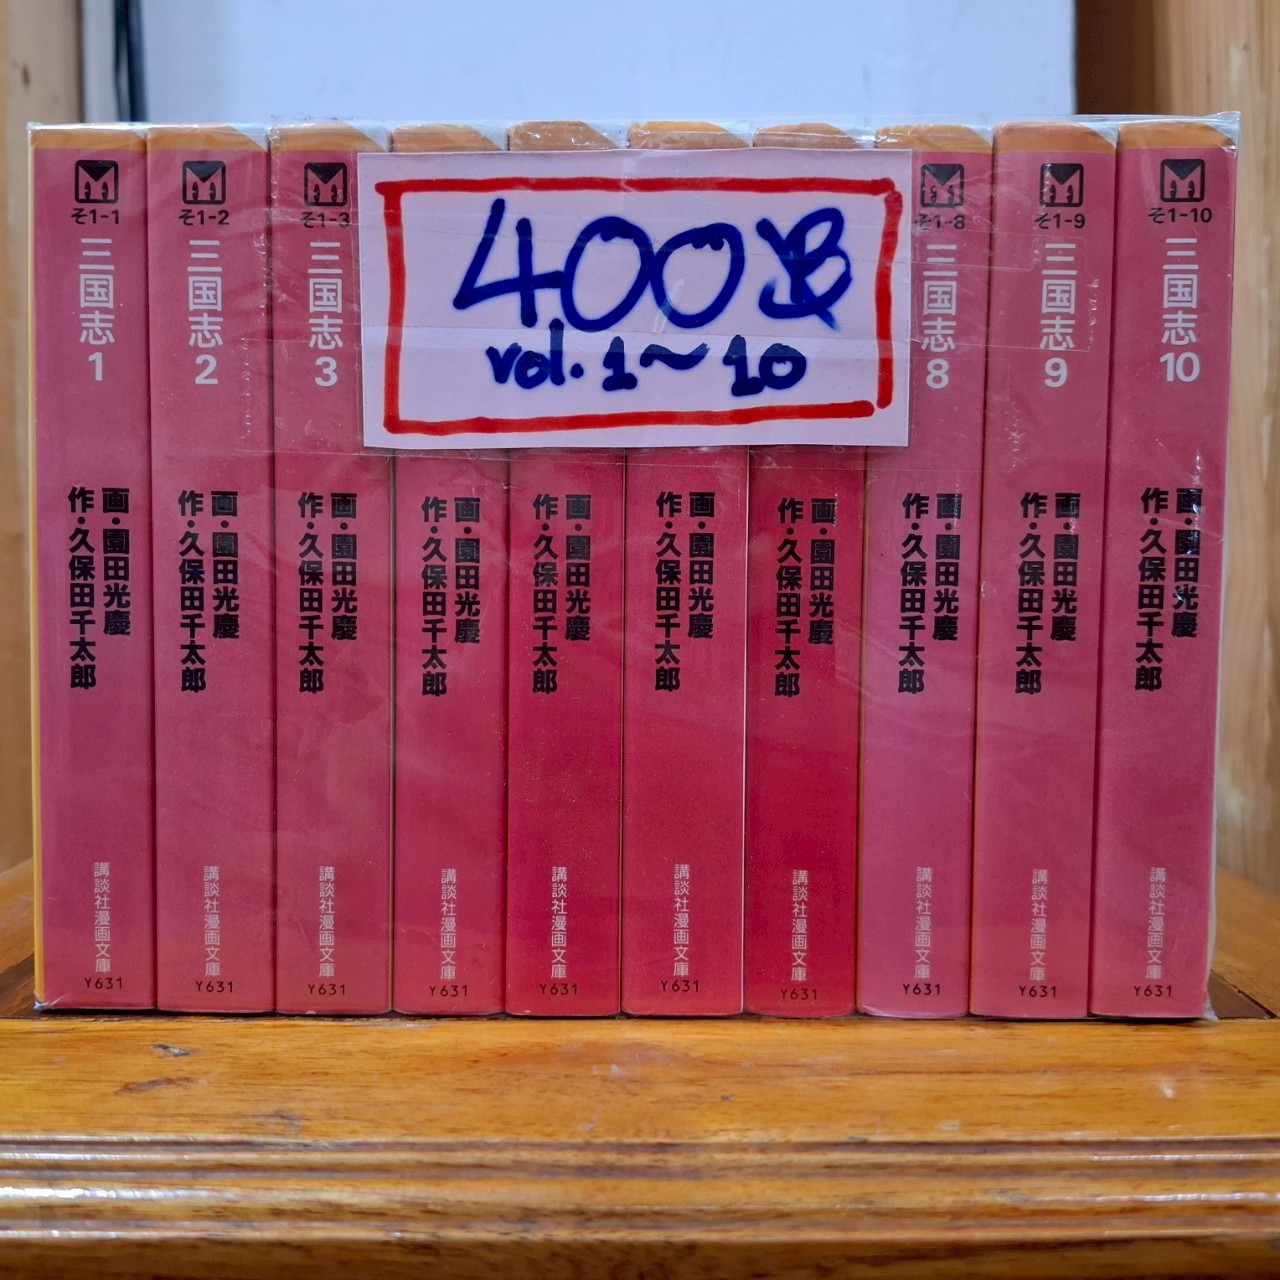 400฿
vol. 1~10
そ1-1
三国志 1
画・園田光慶
作・久保田千太郎
講談社漫画文庫
Y631
そ1-2
三国志 2
画・園田光慶
作・久保田千太郎
講談社漫画文庫
Y631
そ1-3
三国志 3
画・園田光慶
作・久保田千太郎
講談社漫画文庫
Y631
画・園田光慶
作・久保田千太郎
講談社漫画文庫
Y631
画・園田光慶
作・久保田千太郎
講談社漫画文庫
Y631
画・園田光慶
作・久保田千太郎
講談社漫画文庫
Y631
画・園田光慶
作・久保田千太郎
講談社漫画文庫
Y631
そ1-8
三国志 8
画・園田光慶
作・久保田千太郎
講談社漫画文庫
Y631
そ1-9
三国志 9
画・園田光慶
作・久保田千太郎
講談社漫画文庫
Y631
そ1-10
三国志 10
画・園田光慶
作・久保田千太郎
講談社漫画文庫
Y631